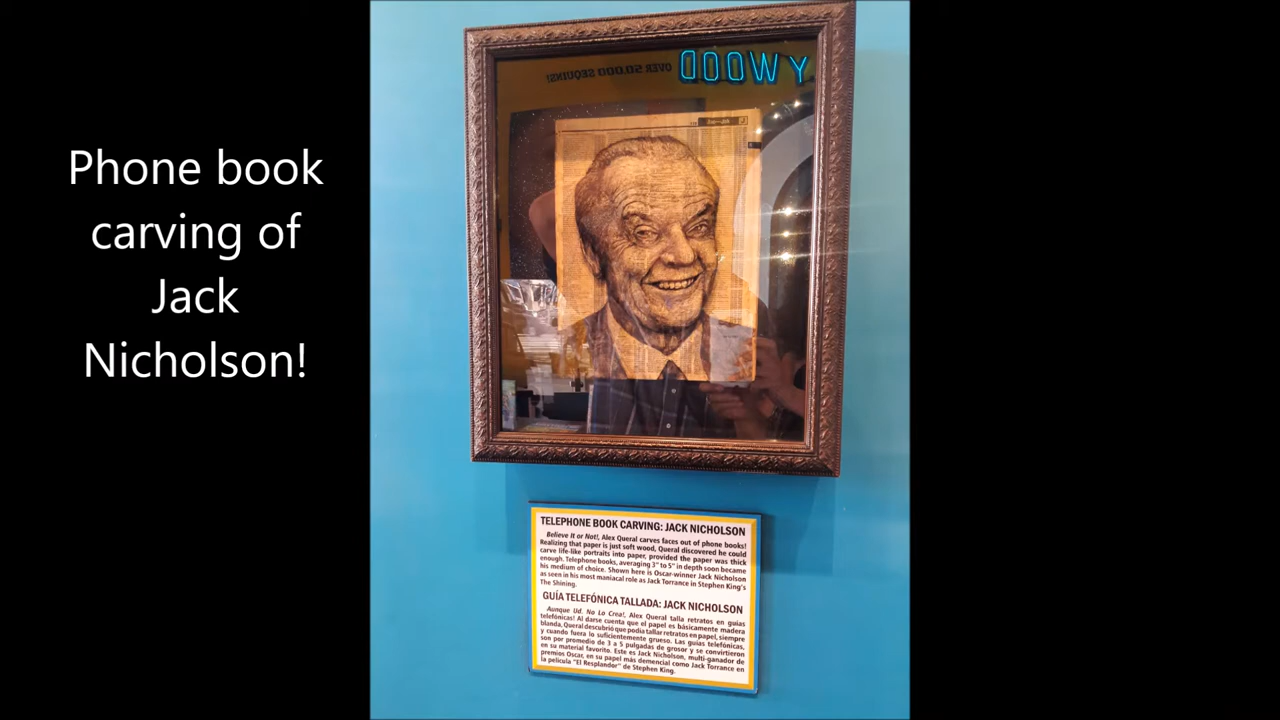 Phone book
carving of
Jack
Nicholson!
OVER 50,000 SEQUINS!
YWOOD
TELEPHONE BOOK CARVING: JACK NICHOLSON
Believe It or Not!, Alex Queral carves faces out of phone books!
Realizing that paper is just soft wood, Queral discovered he could
carve life-like portraits into paper, provided the paper was thick
enough. Telephone books, averaging 3" to 5" in depth soon became
his medium of choice. Shown here is Oscar-winner Jack Nicholson
as seen in his most maniacal role as Jack Torrance in Stephen King's
The Shining.
GUÍA TELEFÓNICA TALLADA: JACK NICHOLSON
Aunque Ud. No Lo Crea!, Alex Queral talla retratos en guías
telefónicas! Al darse cuenta que el papel es básicamente madera
blanda, Queral descubrió que podía tallar retratos en papel, siempre
y cuando fuera lo suficientemente grueso. Las guías telefónicas,
son por promedio de 3 a 5 pulgadas de grosor y se convirtieron
en su material favorito. Este es Jack Nicholson, multi-ganador de
premios Oscar, en su papel más demencial como Jack Torrance en
la película "El Resplandor" de Stephen King.